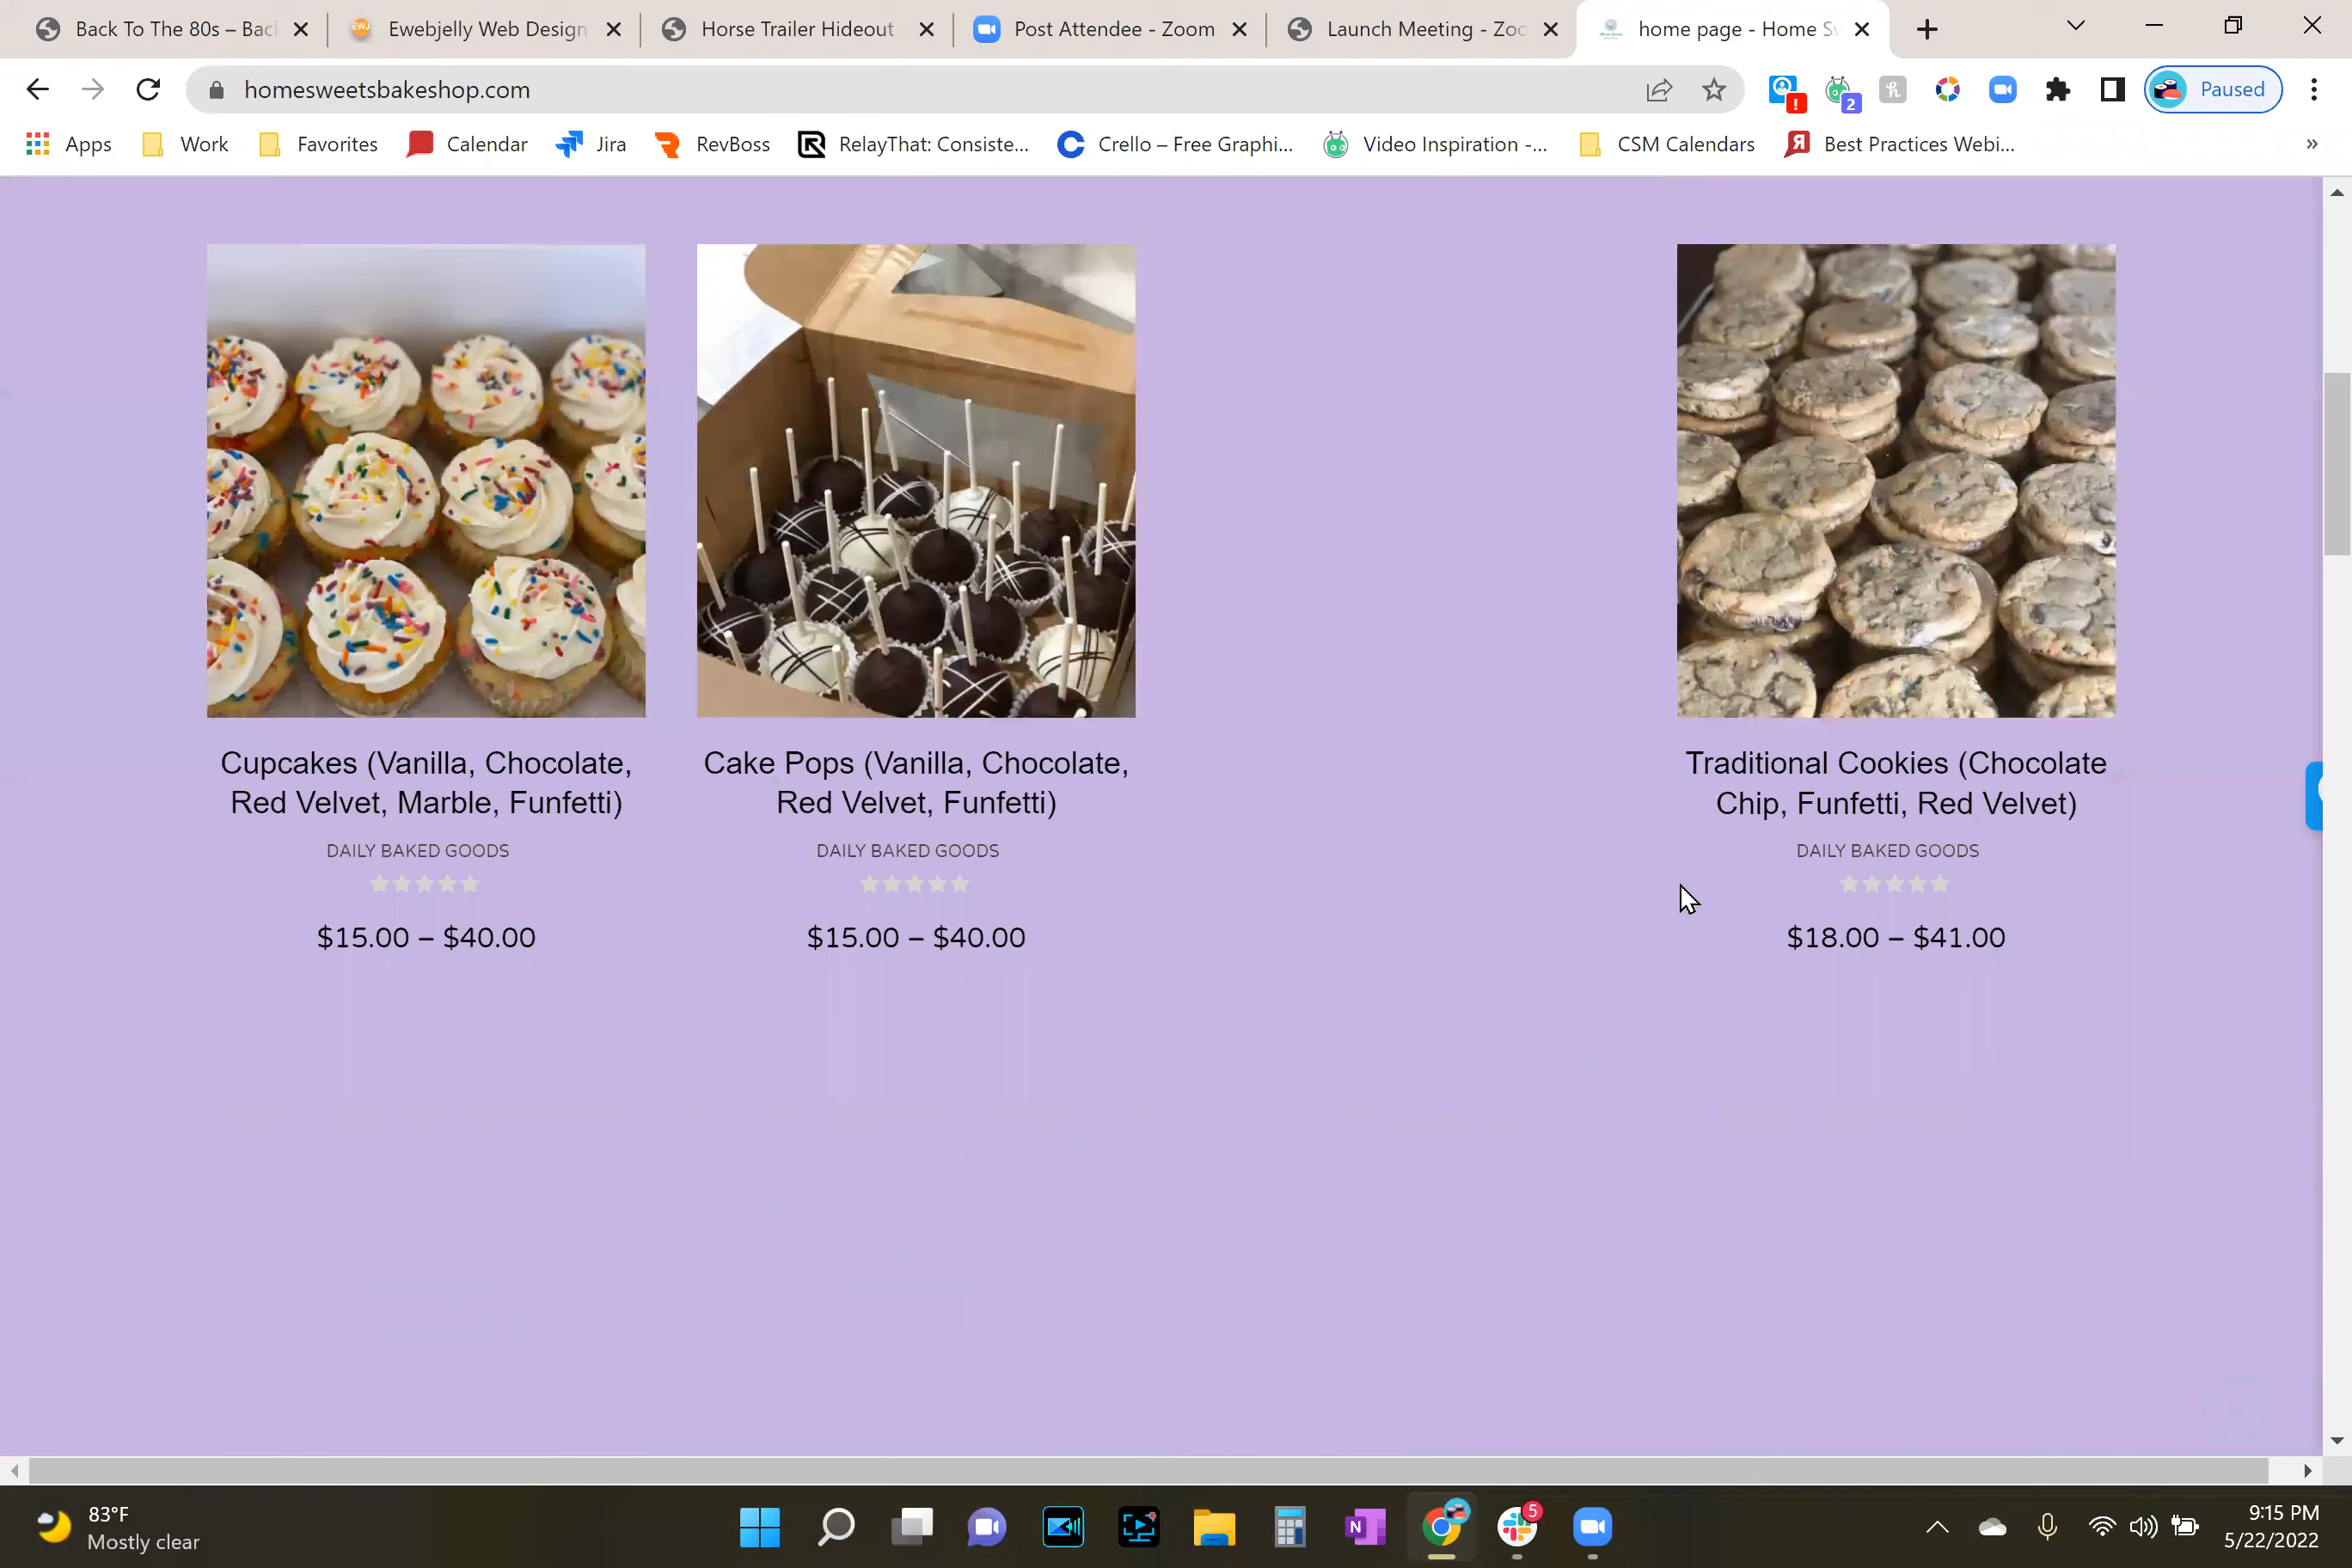 Back To The 80s – Bac
Ewebjelly Web Design
Horse Trailer Hideout
Post Attendee - Zoom
Launch Meeting - Zoo
home page - Home Sw
homesweetsbakeshop.com
! 2 h Paused
Apps Work Favorites Calendar Jira RevBoss RelayThat: Consiste... Crello – Free Graphi... Video Inspiration -... CSM Calendars Best Practices Webi... »
Cupcakes (Vanilla, Chocolate,
Red Velvet, Marble, Funfetti)
DAILY BAKED GOODS
$15.00 – $40.00
Cake Pops (Vanilla, Chocolate,
Red Velvet, Funfetti)
DAILY BAKED GOODS
$15.00 – $40.00
Traditional Cookies (Chocolate
Chip, Funfetti, Red Velvet)
DAILY BAKED GOODS
$18.00 – $41.00
83°F
Mostly clear
N
5
9:15 PM
5/22/2022